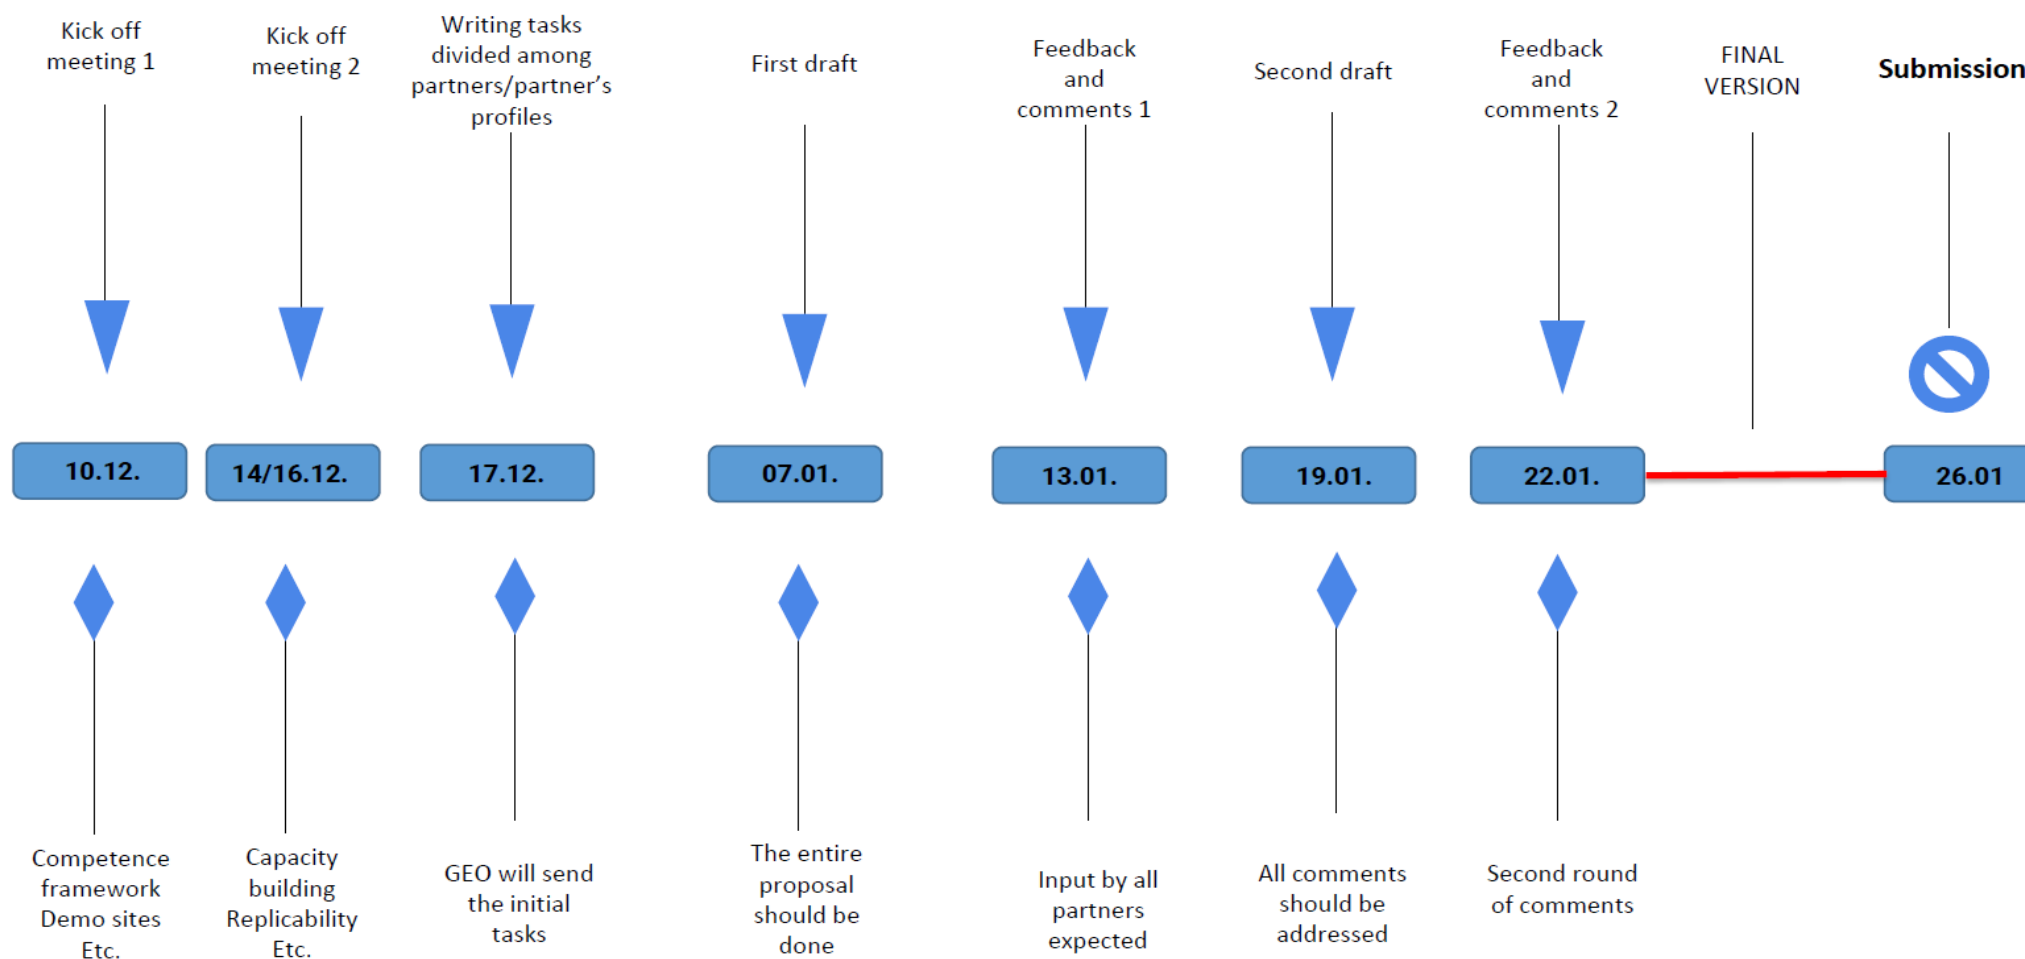 Kick off
meeting 1
Kick off
meeting 2
Writing tasks
divided among
partners/partner's
profiles
First draft
Feedback
and
comments 1
Second draft
Feedback
and
comments 2
FINAL
VERSION
Submission
10.12.
14/16.12.
17.12.
07.01.
13.01.
19.01.
22.01.
26.01
Competence
framework
Demo sites
Etc.
Capacity
building
Replicability
Etc.
GEO will send
the initial
tasks
The entire
proposal
should be
done
Input by all
partners
expected
All comments
should be
addressed
Second round
of comments